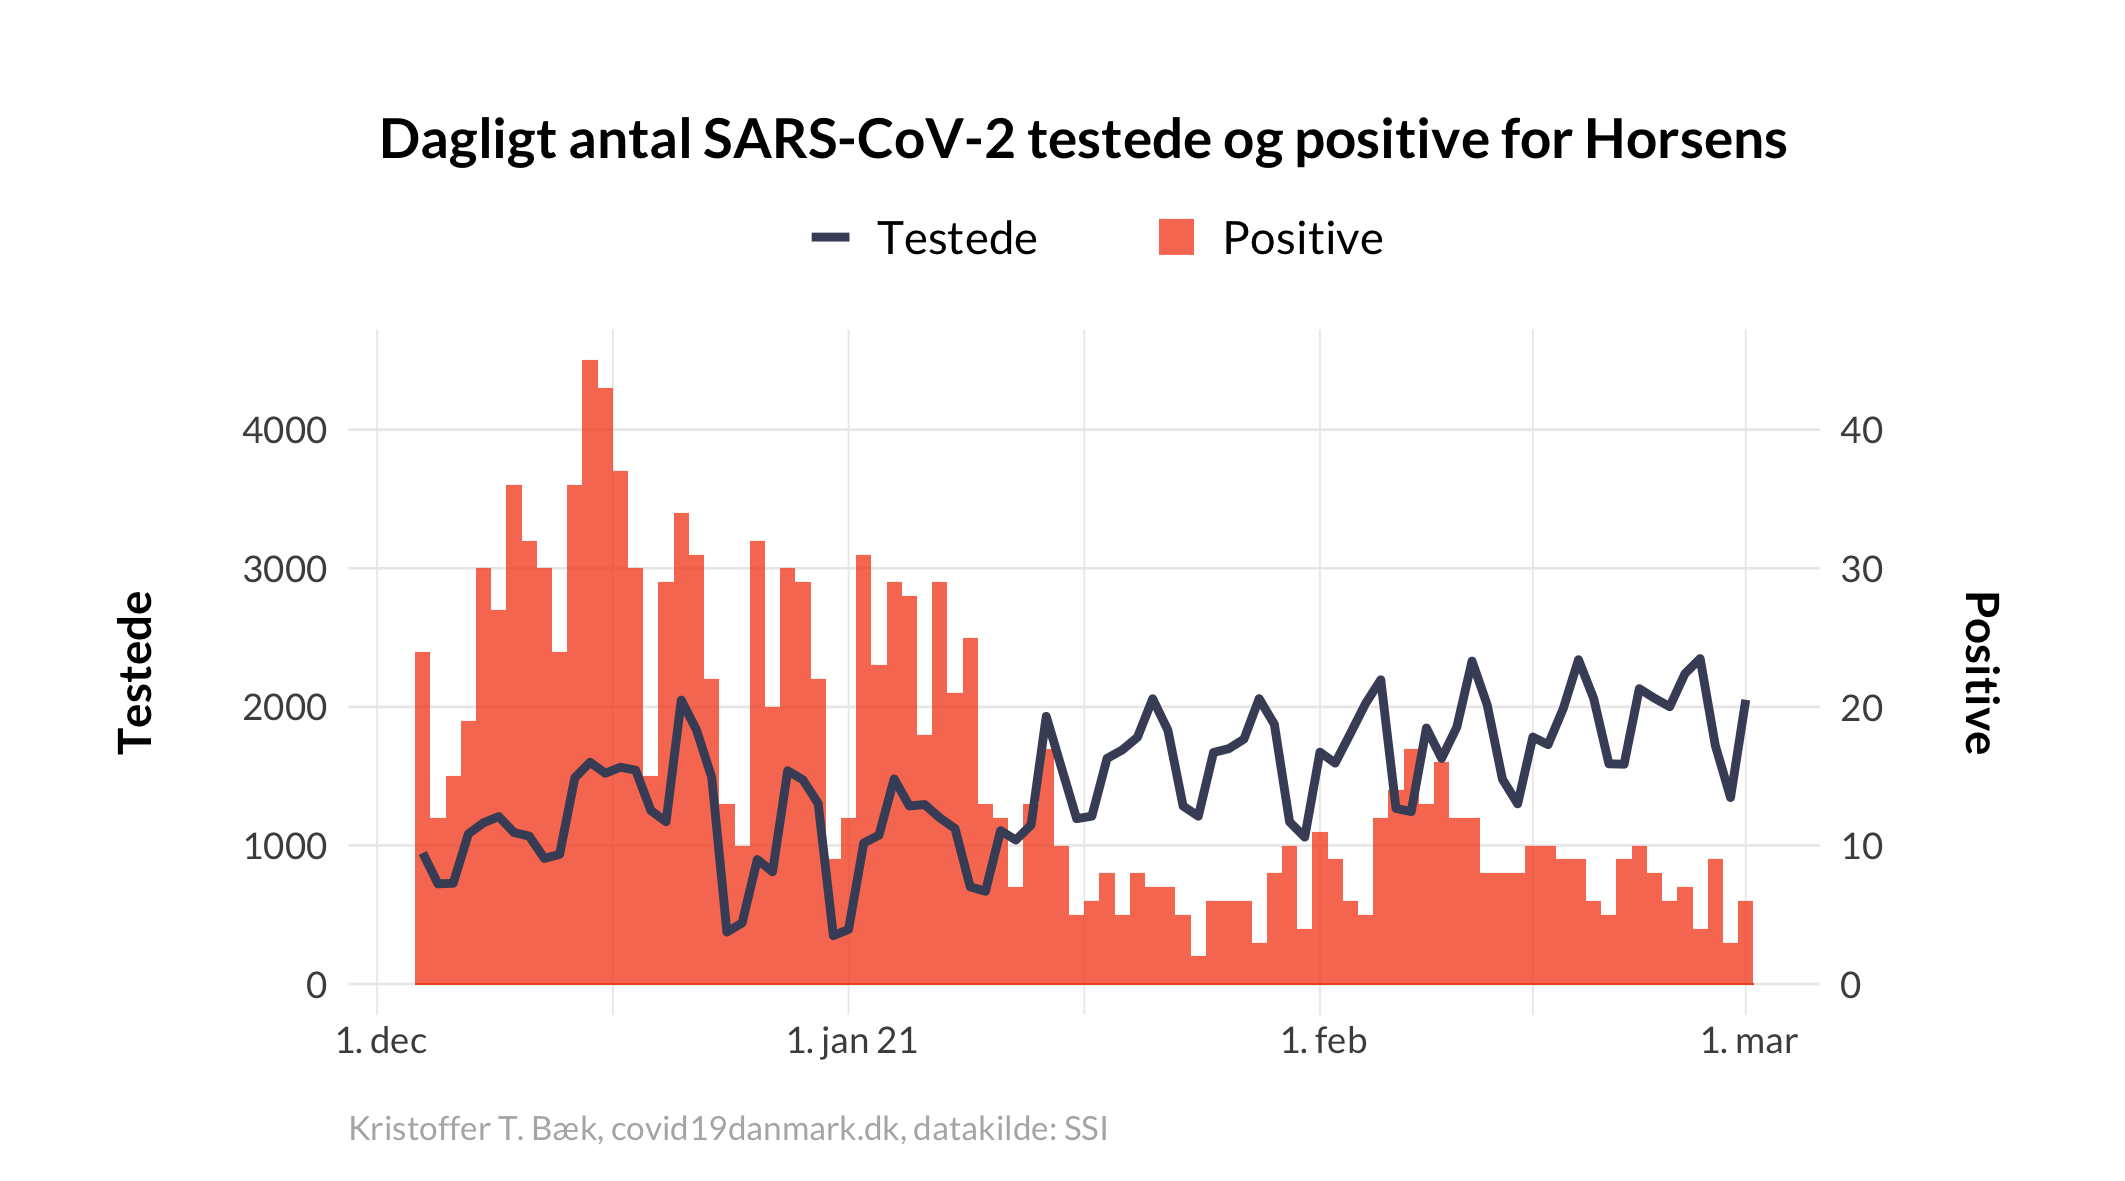 Dagligt antal SARS-CoV-2 testede og positive for Horsens
Testede
Positive
4000
3000
2000
1000
0
Testede
40
30
20
10
0
Positive
1. dec
1. jan 21
1. feb
1. mar
Kristoffer T. Bæk, covid19danmark.dk, datakilde: SSI